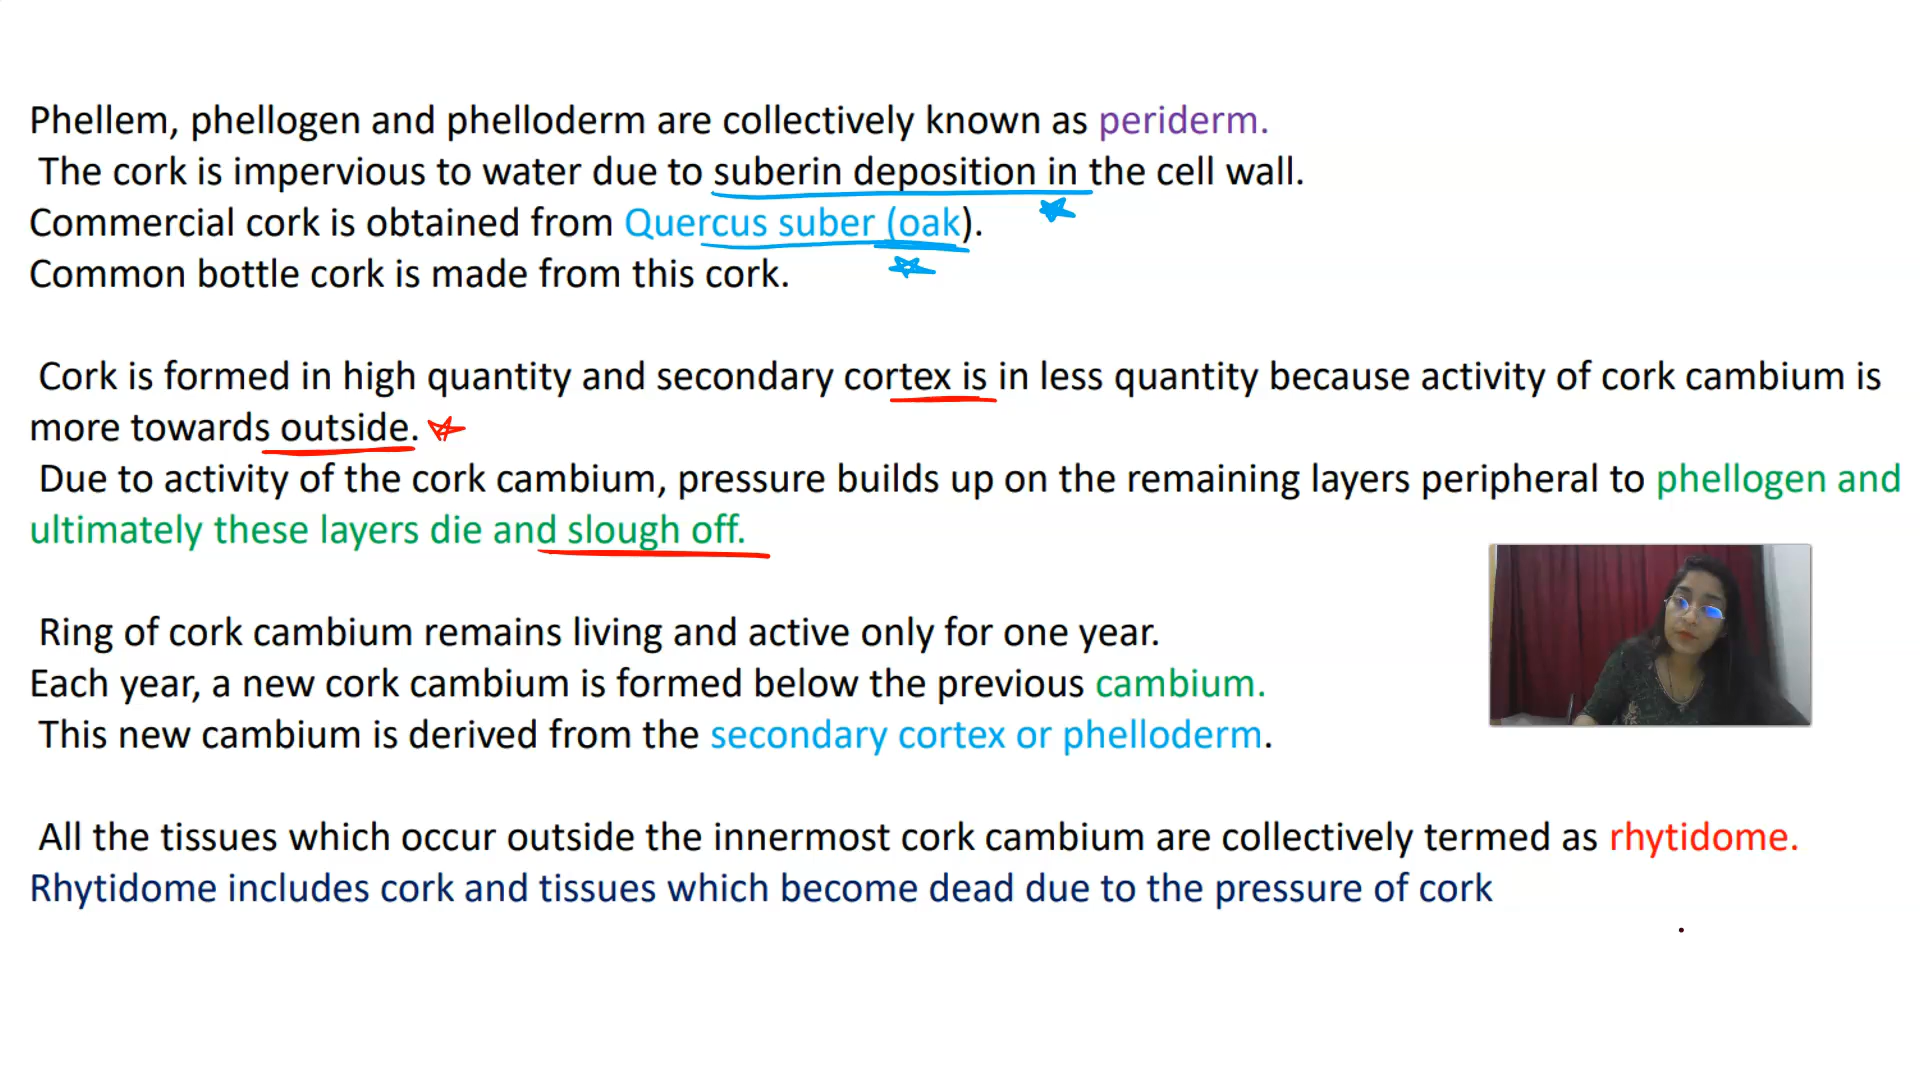 Phellem, phellogen and phelloderm are collectively known as periderm.
The cork is impervious to water due to suberin deposition in the cell wall.
Commercial cork is obtained from Quercus suber (oak).
Common bottle cork is made from this cork.
Cork is formed in high quantity and secondary cortex is in less quantity because activity of cork cambium is
more towards outside.
Due to activity of the cork cambium, pressure builds up on the remaining layers peripheral to phellogen and
ultimately these layers die and slough off.
Ring of cork cambium remains living and active only for one year.
Each year, a new cork cambium is formed below the previous cambium.
This new cambium is derived from the secondary cortex or phelloderm.
All the tissues which occur outside the innermost cork cambium are collectively termed as rhytidome.
Rhytidome includes cork and tissues which become dead due to the pressure of cork